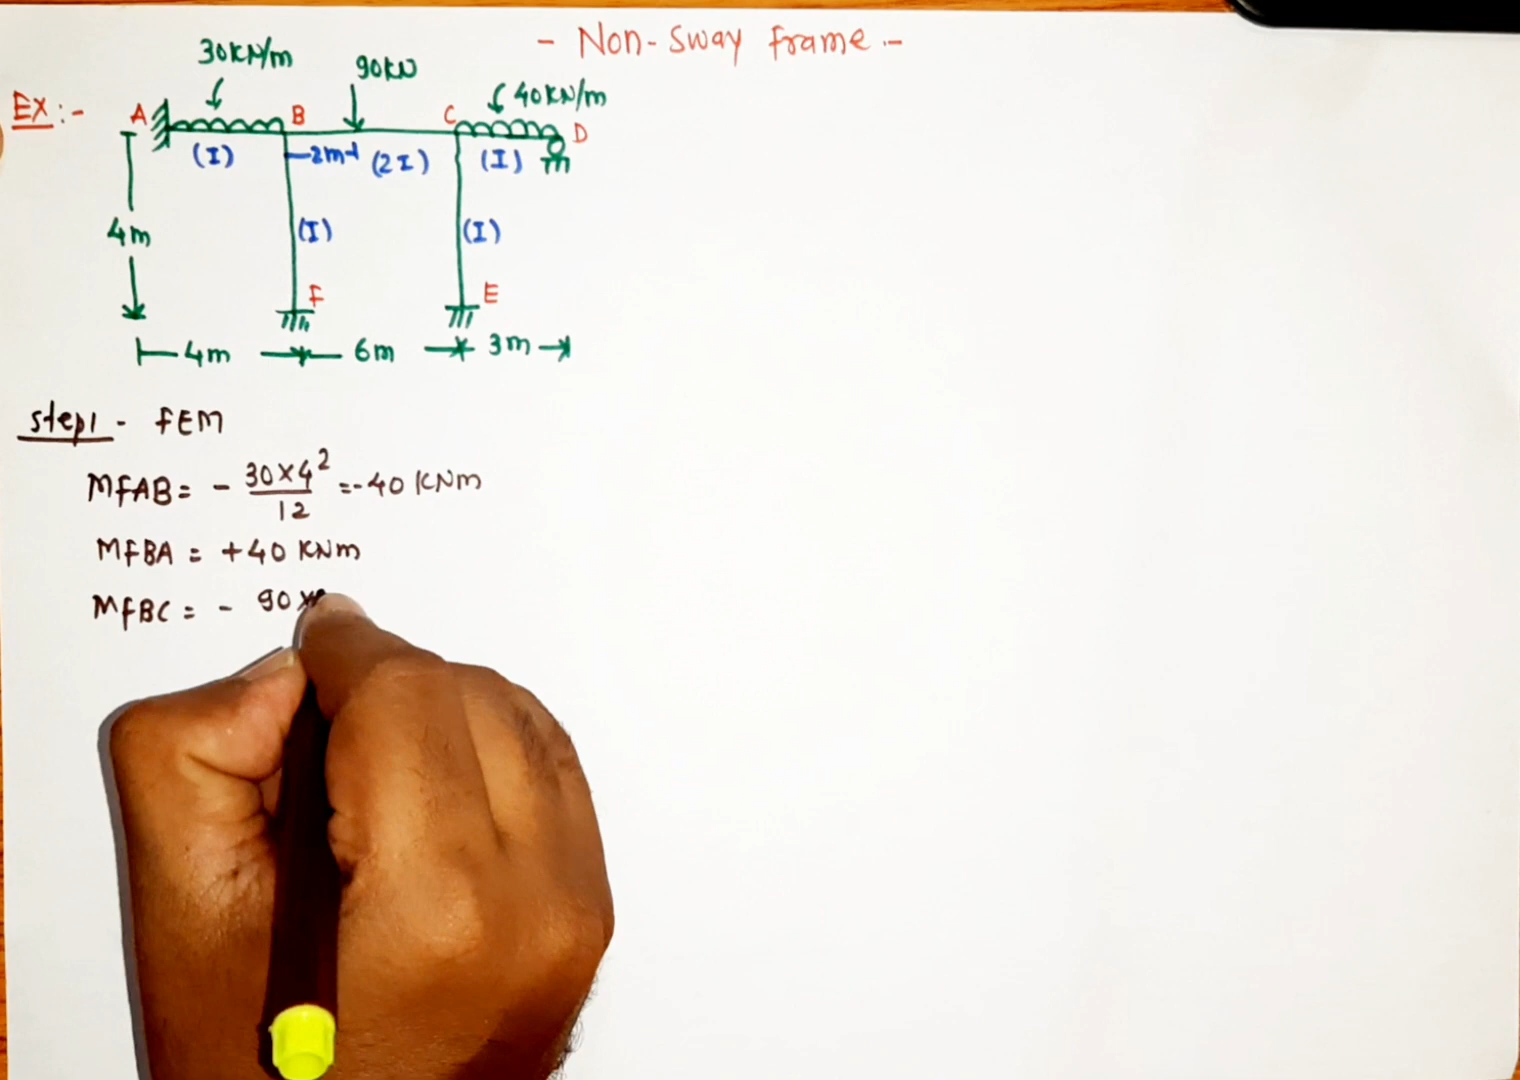 - Non-Sway frame -
EX :-
30KN/m
90KN
40KN/m
A
B
C
D
(I)
2m
(2I)
(I)
4m
(I)
(I)
F
E
4m
6m
3m
Step1 - FEM
MFAB = - 30×4²/12 = -40 KNm
MFBA = +40 KNm
MFBC = - 90×